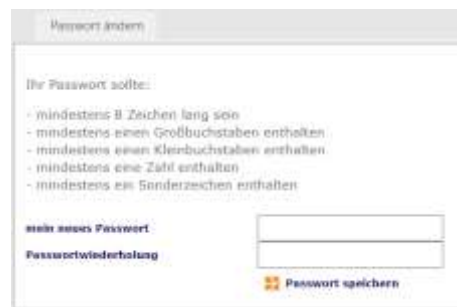 Passwort ändern
Ihr Passwort sollte:
- mindestens 8 Zeichen lang sein
- mindestens einen Großbuchstaben enthalten
- mindestens einen Kleinbuchstaben enthalten
- mindestens eine Zahl enthalten
- mindestens ein Sonderzeichen enthalten
mein neues Passwort
Passwortwiederholung
Passwort speichern